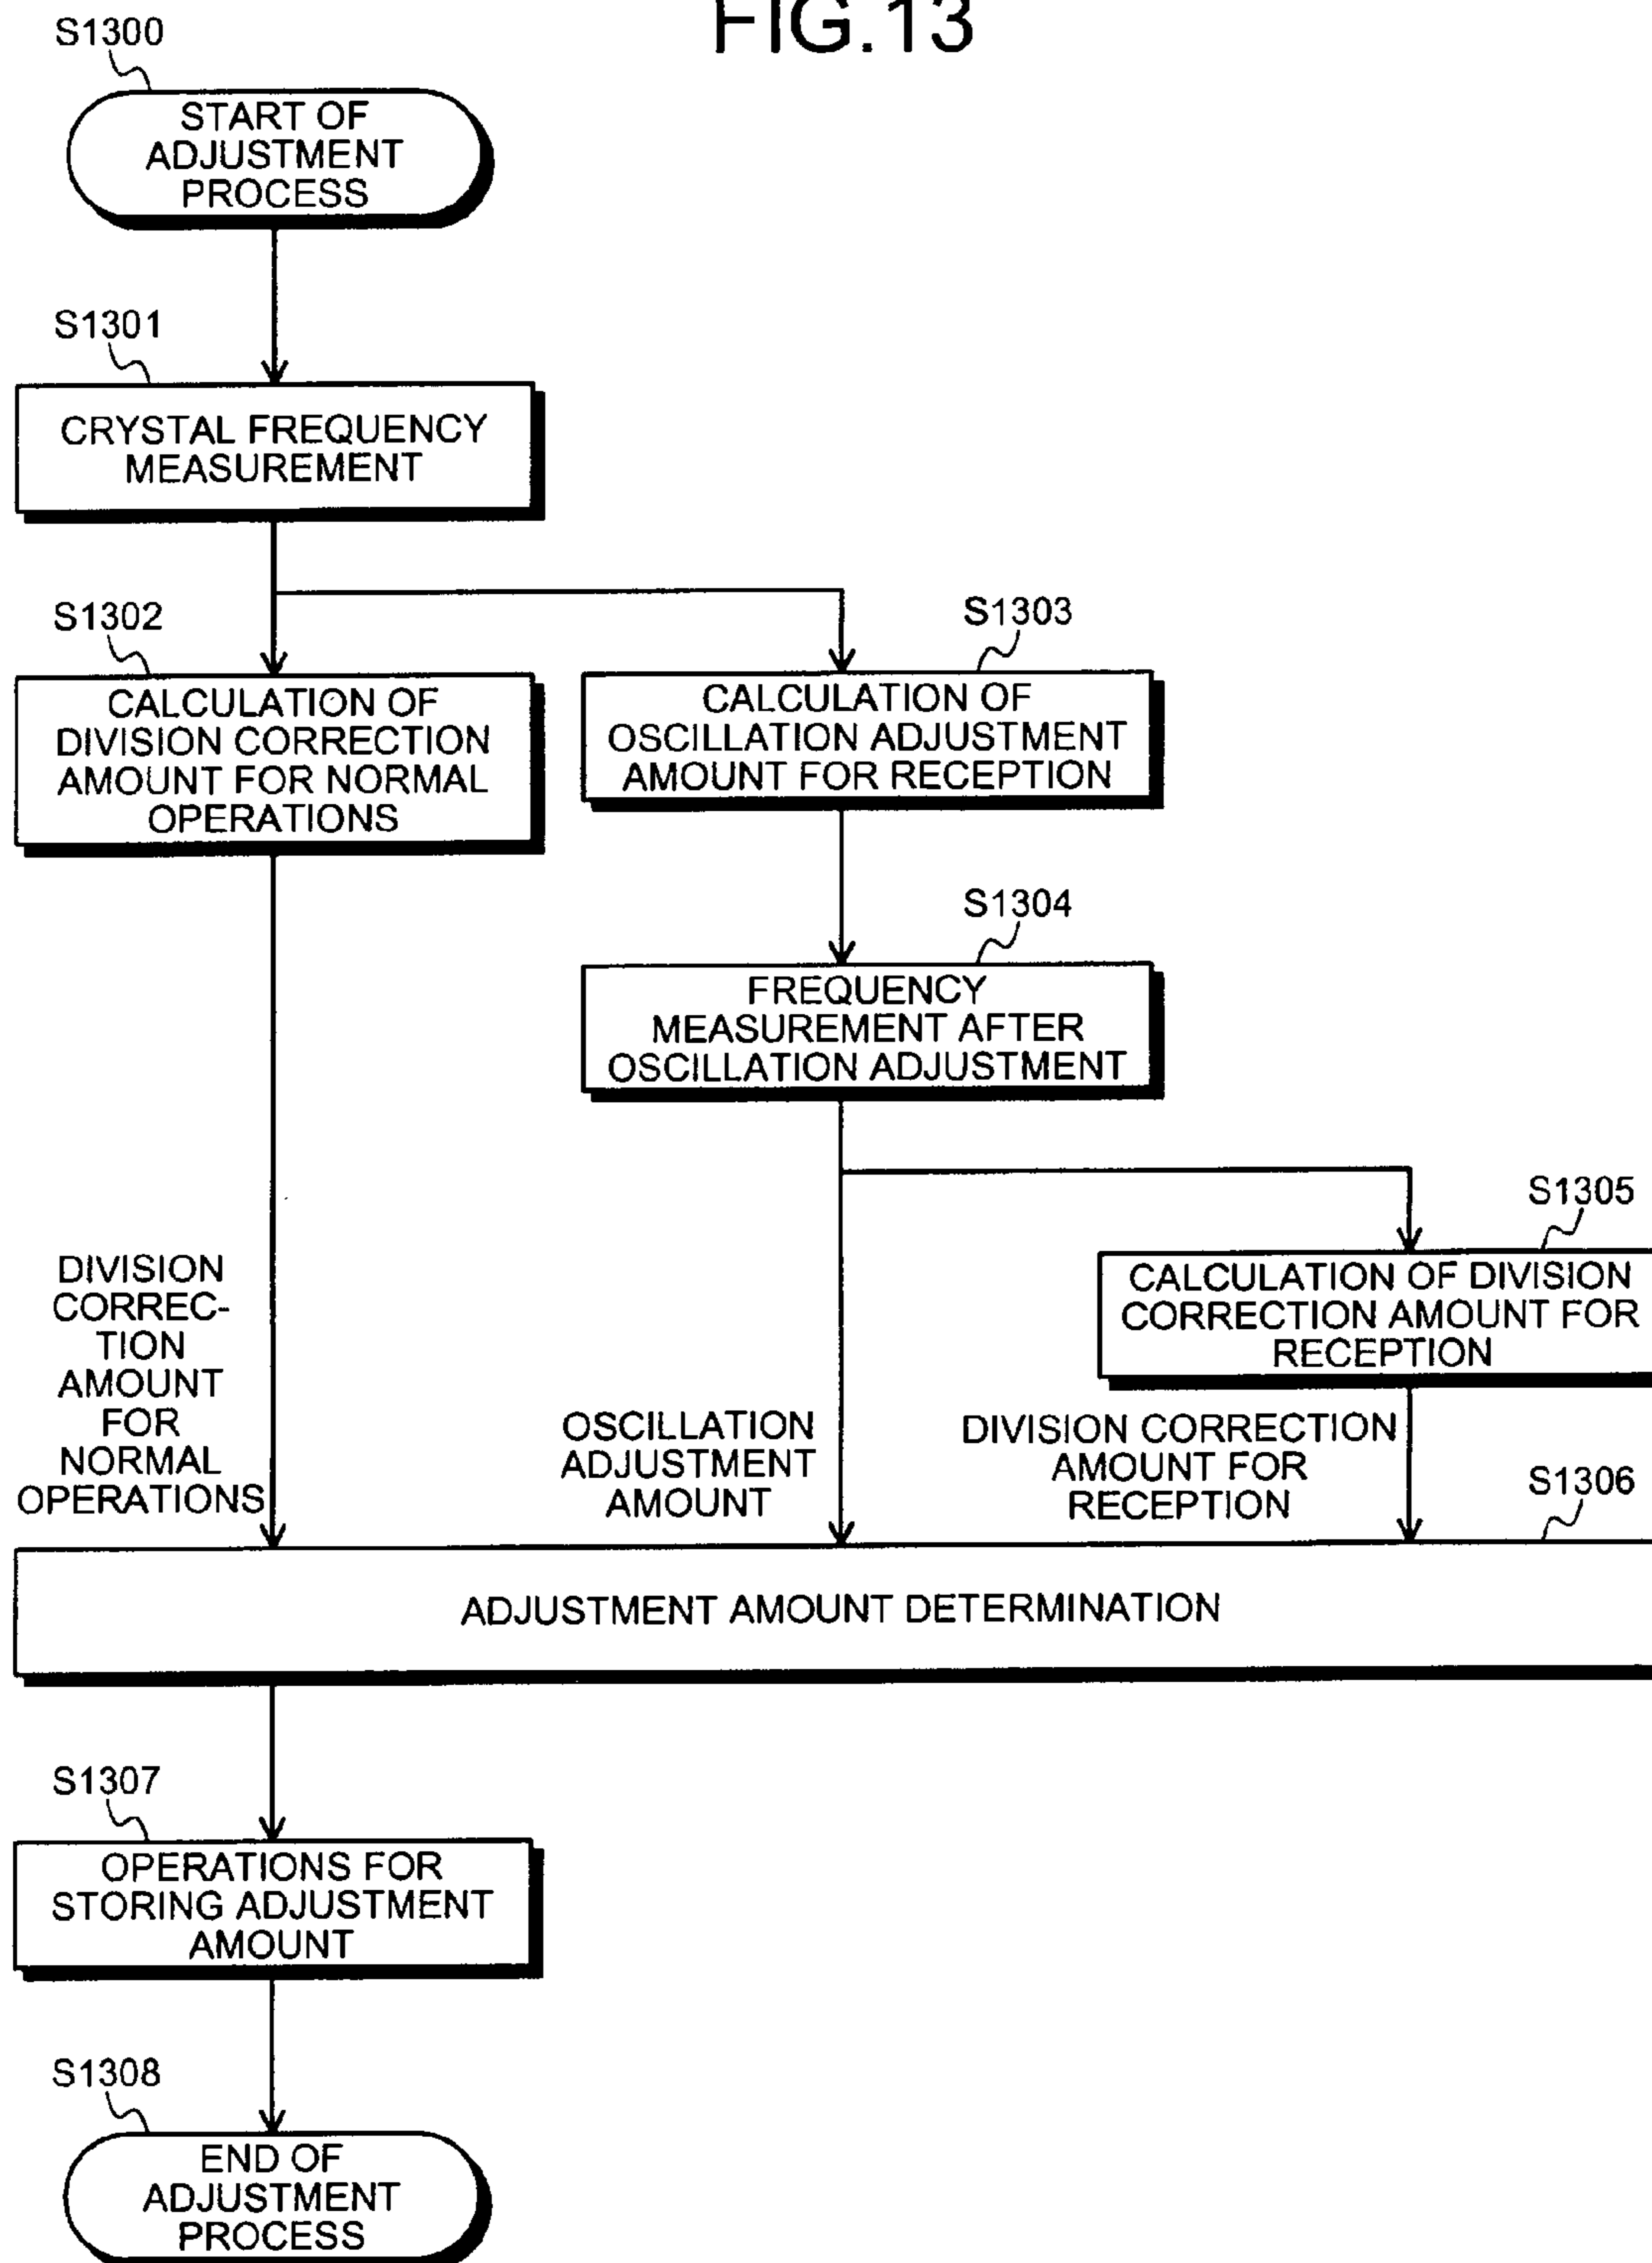 FIG.13
S1300
START OF
ADJUSTMENT
PROCESS
S1301
CRYSTAL FREQUENCY
MEASUREMENT
S1302
CALCULATION OF
DIVISION CORRECTION
AMOUNT FOR NORMAL
OPERATIONS
S1303
CALCULATION OF
OSCILLATION ADJUSTMENT
AMOUNT FOR RECEPTION
S1304
FREQUENCY
MEASUREMENT AFTER
OSCILLATION ADJUSTMENT
S1305
CALCULATION OF DIVISION
CORRECTION AMOUNT FOR
RECEPTION
DIVISION
CORREC-
TION
AMOUNT
FOR
NORMAL
OPERATIONS
OSCILLATION
ADJUSTMENT
AMOUNT
DIVISION CORRECTION
AMOUNT FOR
RECEPTION
S1306
ADJUSTMENT AMOUNT DETERMINATION
S1307
OPERATIONS FOR
STORING ADJUSTMENT
AMOUNT
S1308
END OF
ADJUSTMENT
PROCESS